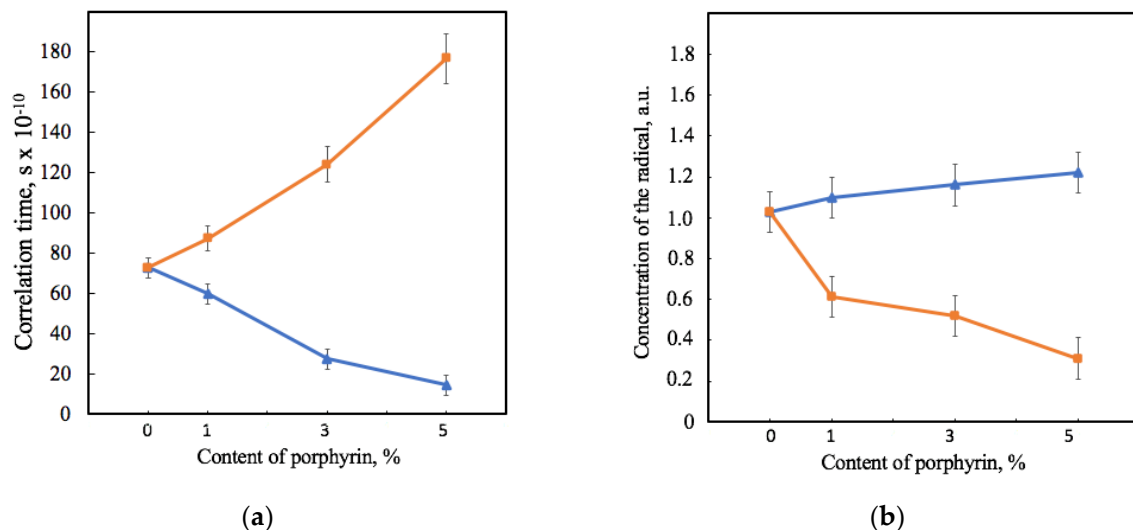 Correlation time, s x 10⁻¹⁰
180
160
140
120
100
80
60
40
20
0
0 1 3 5
Content of porphyrin, %
(a)
Concentration of the radical, a.u.
1.8
1.6
1.4
1.2
1.0
0.8
0.6
0.4
0.2
0
0 1 3 5
Content of porphyrin, %
(b)